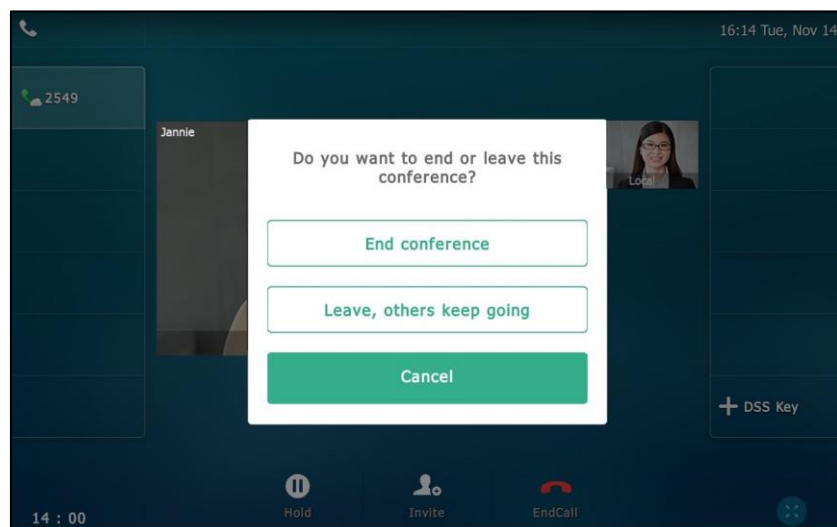 16:14 Tue, Nov 14
2549
Jannie
Local
Do you want to end or leave this
conference?
End conference
Leave, others keep going
Cancel
DSS Key
Hold
Invite
EndCall
14 : 00